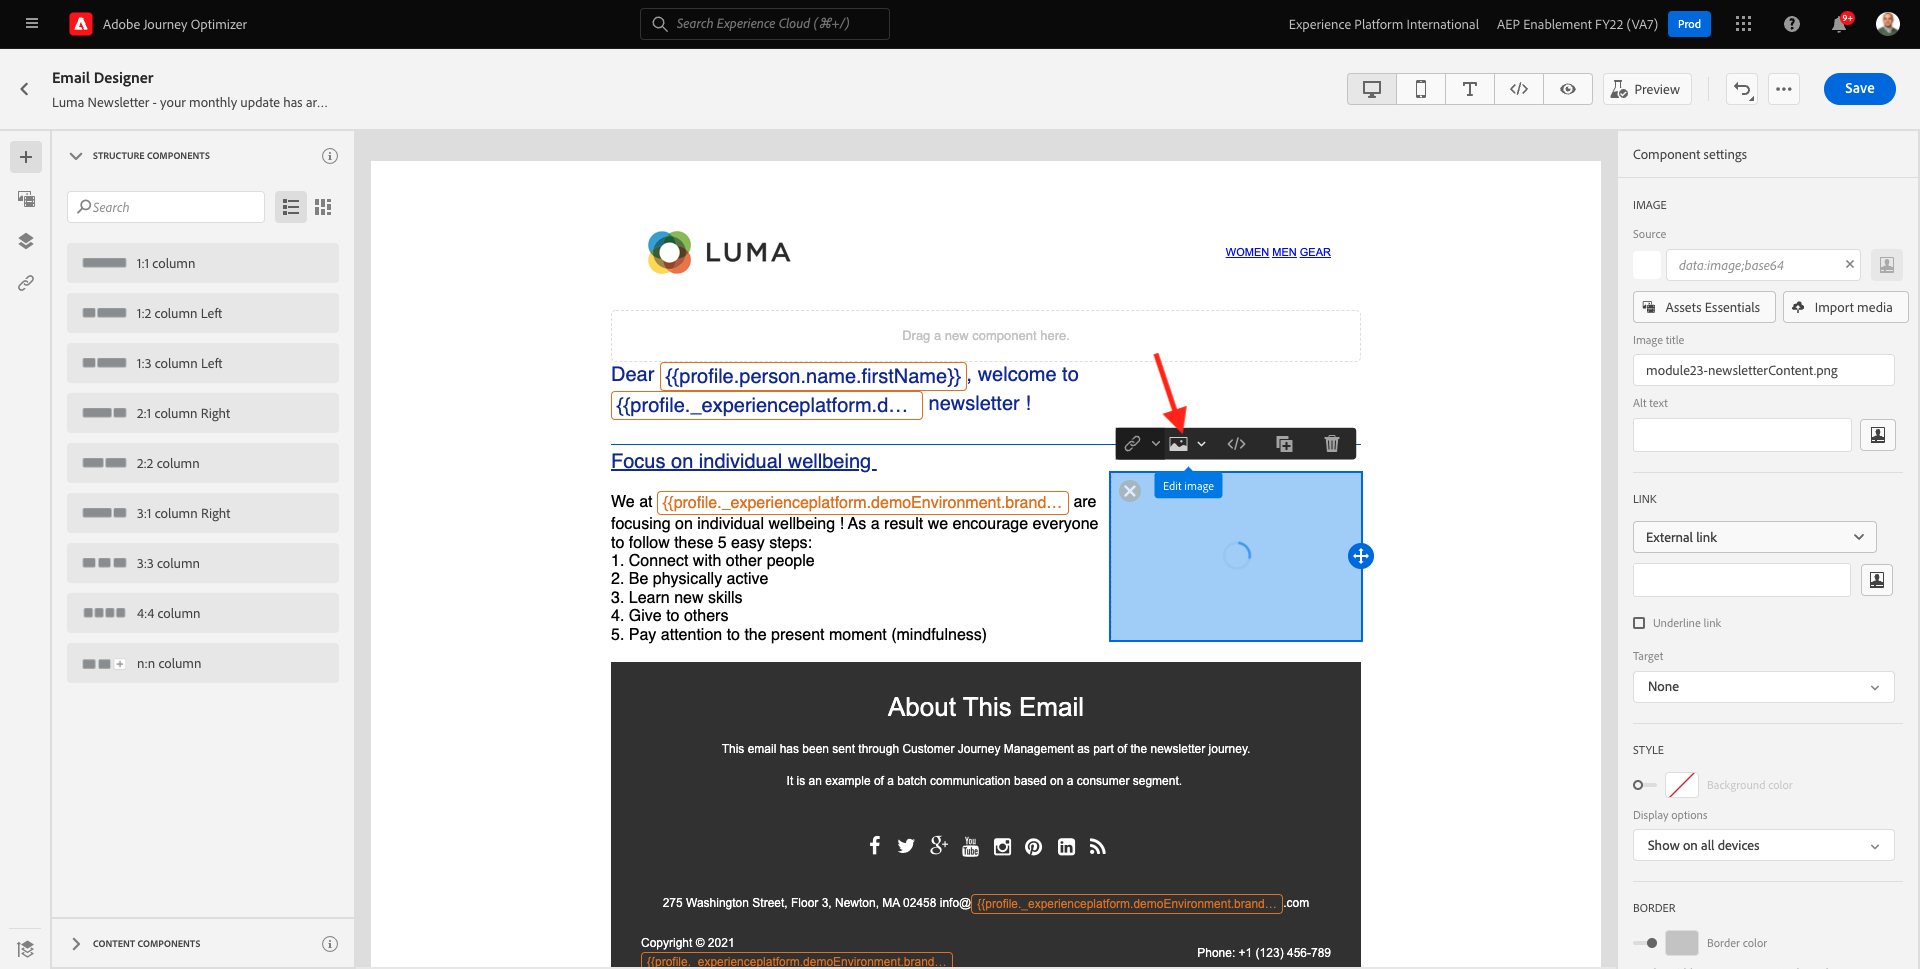 Adobe Journey Optimizer
Search Experience Cloud (⌘+/)
Experience Platform International
AEP Enablement FY22 (VA7)
Prod
9+
Email Designer
Luma Newsletter - your monthly update has ar...
Preview
Save
STRUCTURE COMPONENTS
Search
1:1 column
1:2 column Left
1:3 column Left
2:1 column Right
2:2 column
3:1 column Right
3:3 column
4:4 column
n:n column
CONTENT COMPONENTS
LUMA
WOMEN MEN GEAR
Drag a new component here.
Dear {{profile.person.name.firstName}}, welcome to
{{profile._experienceplatform.d... newsletter !
Focus on individual wellbeing
Edit image
We at {{profile._experienceplatform.demoEnvironment.brand... are
focusing on individual wellbeing ! As a result we encourage everyone
to follow these 5 easy steps:
1. Connect with other people
2. Be physically active
3. Learn new skills
4. Give to others
5. Pay attention to the present moment (mindfulness)
About This Email
This email has been sent through Customer Journey Management as part of the newsletter journey.
It is an example of a batch communication based on a consumer segment.
You Tube
275 Washington Street, Floor 3, Newton, MA 02458 info@{{profile._experienceplatform.demoEnvironment.brand... .com
Copyright © 2021
{{profile._experienceplatform.demoEnvironment.brand...
Phone: +1 (123) 456-789
Component settings
IMAGE
Source
data:image;base64
Assets Essentials
Import media
Image title
module23-newsletterContent.png
Alt text
LINK
External link
Underline link
Target
None
STYLE
Background color
Display options
Show on all devices
BORDER
Border color